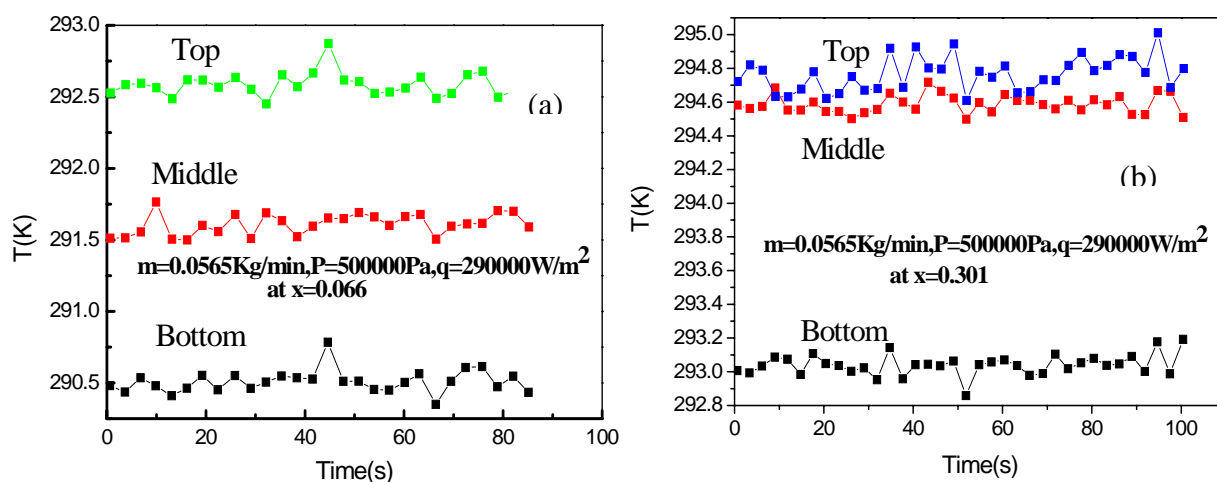 293.0
292.5
292.0
291.5
291.0
290.5
T(K)
Top
(a)
Middle
m=0.0565Kg/min,P=500000Pa,q=290000W/m²
at x=0.066
Bottom
0 20 40 60 80 100
Time(s)
295.0
294.8
294.6
294.4
294.2
294.0
293.8
293.6
293.4
293.2
293.0
292.8
T(K)
Top
Middle
(b)
m=0.0565Kg/min,P=500000Pa,q=290000W/m²
at x=0.301
Bottom
0 20 40 60 80 100
Time(s)